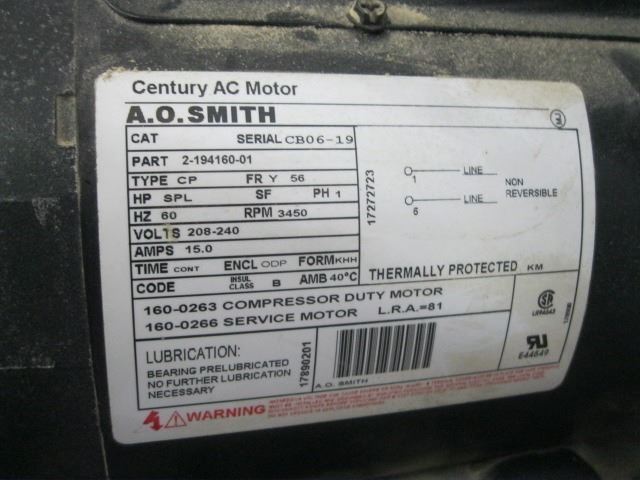 Century AC Motor
A.O.SMITH
CAT SERIAL CB06-19
PART 2-194160-01
TYPE CP FR Y 56
HP SPL SF PH 1
HZ 60 RPM 3450
VOLTS 208-240
AMPS 15.0
TIME CONT ENCL ODP FORM KHH
CODE INSUL CLASS B AMB 40°C
17272723
1 LINE
5 LINE
NON
REVERSIBLE
THERMALLY PROTECTED KM
160-0263 COMPRESSOR DUTY MOTOR
160-0266 SERVICE MOTOR L.R.A.=81
LUBRICATION:
BEARING PRELUBRICATED
NO FURTHER LUBRICATION
NECESSARY
17890201
A.O. SMITH
E44649
WARNING